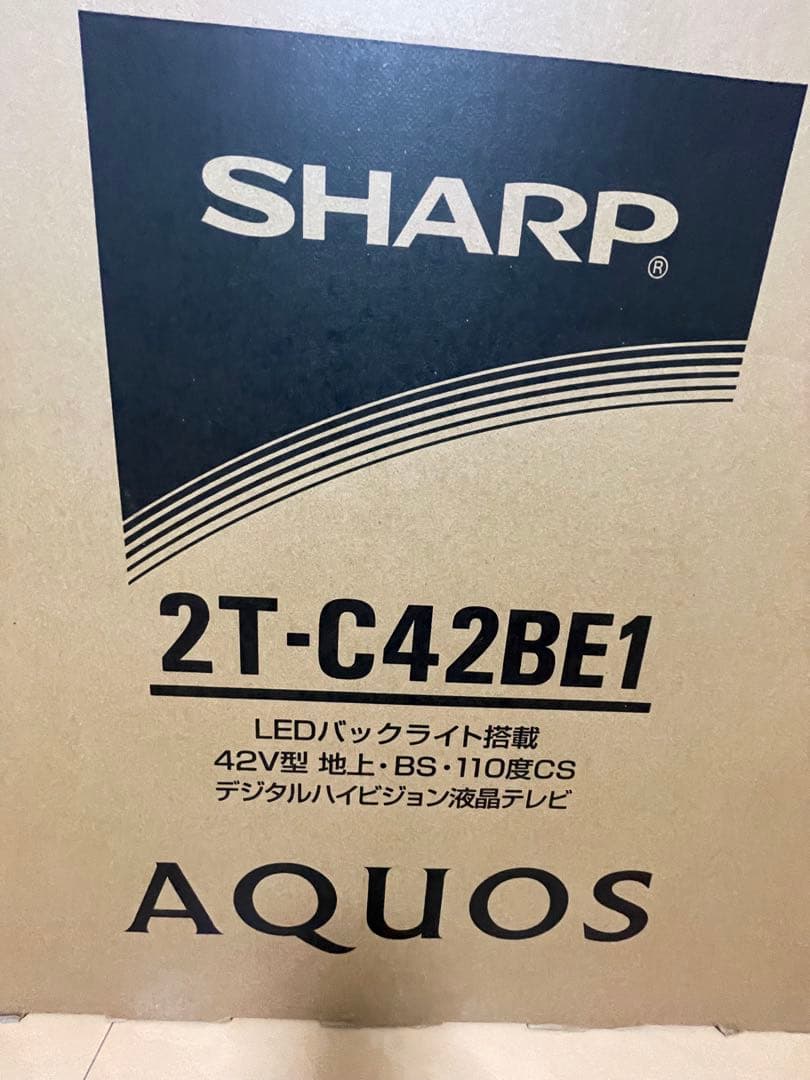 SHARP®
2T-C42BE1
LEDバックライト搭載
42V型 地上・BS・110度CS
デジタルハイビジョン液晶テレビ
AQUOS